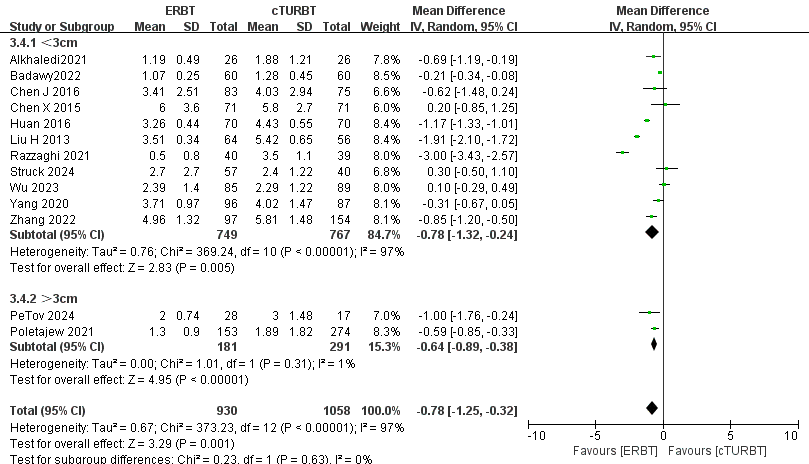 ERBT cTURBT Mean Difference Mean Difference
Study or Subgroup Mean SD Total Mean SD Total Weight IV, Random, 95% CI IV, Random, 95% CI
3.4.1 <3cm
Alkhaledi2021 1.19 0.49 26 1.88 1.21 26 7.8% -0.69 [-1.19, -0.19]
Badawy2022 1.07 0.25 60 1.28 0.45 60 8.4% -0.21 [-0.34, -0.08]
Chen J 2016 3.41 2.51 83 4.03 2.94 75 6.5% -0.62 [-1.48, 0.24]
Chen X 2015 6 3.6 71 5.8 2.7 71 5.9% 0.20 [-0.85, 1.25]
Huan 2016 3.26 0.44 70 4.43 0.55 70 8.4% -1.17 [-1.33, -1.01]
Liu H 2013 3.51 0.34 64 5.42 0.65 56 8.4% -1.91 [-2.10, -1.72]
Razzaghi 2021 0.5 0.8 40 3.5 1.1 39 8.0% -3.00 [-3.43, -2.57]
Struck 2024 2.7 2.7 57 2.4 1.22 40 6.8% 0.30 [-0.50, 1.10]
Wu 2023 2.39 1.4 85 2.29 1.22 89 8.0% 0.10 [-0.29, 0.49]
Yang 2020 3.71 0.97 96 4.02 1.47 87 8.1% -0.31 [-0.67, 0.05]
Zhang 2022 4.96 1.32 97 5.81 1.48 154 8.2% -0.85 [-1.20, -0.50]
Subtotal (95% CI) 749 767 84.7% -0.78 [-1.32, -0.24]
Heterogeneity: Tau² = 0.76; Chi² = 369.24, df = 10 (P < 0.00001); I² = 97%
Test for overall effect: Z = 2.83 (P = 0.005)
3.4.2 >3cm
PeTov 2024 2 0.74 28 3 1.48 17 7.0% -1.00 [-1.76, -0.24]
Poletajew 2021 1.3 0.9 153 1.89 1.82 274 8.3% -0.59 [-0.85, -0.33]
Subtotal (95% CI) 181 291 15.3% -0.64 [-0.89, -0.38]
Heterogeneity: Tau² = 0.00; Chi² = 1.01, df = 1 (P = 0.31); I² = 1%
Test for overall effect: Z = 4.95 (P < 0.00001)
Total (95% CI) 930 1058 100.0% -0.78 [-1.25, -0.32]
Heterogeneity: Tau² = 0.67; Chi² = 373.23, df = 12 (P < 0.00001); I² = 97%
Test for overall effect: Z = 3.29 (P = 0.001)
Test for subgroup differences: Chi² = 0.23, df = 1 (P = 0.63), I² = 0%
-10 -5 0 5 10
Favours [ERBT] Favours [cTURBT]